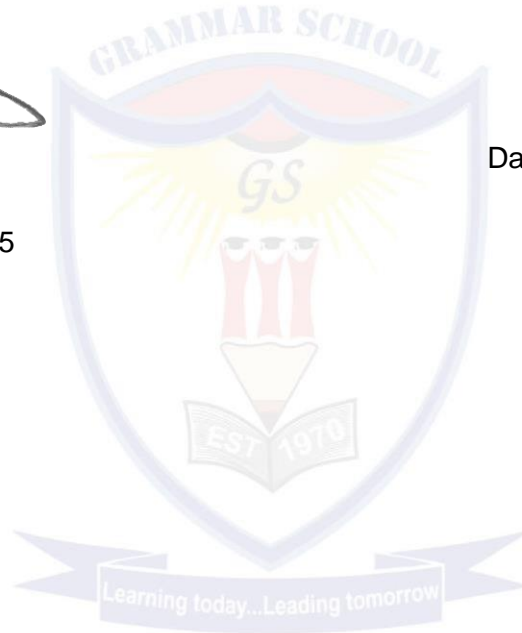 GRAMMAR SCHOOL
Da
GS
5
EST 1970
Learning today...Leading tomorrow